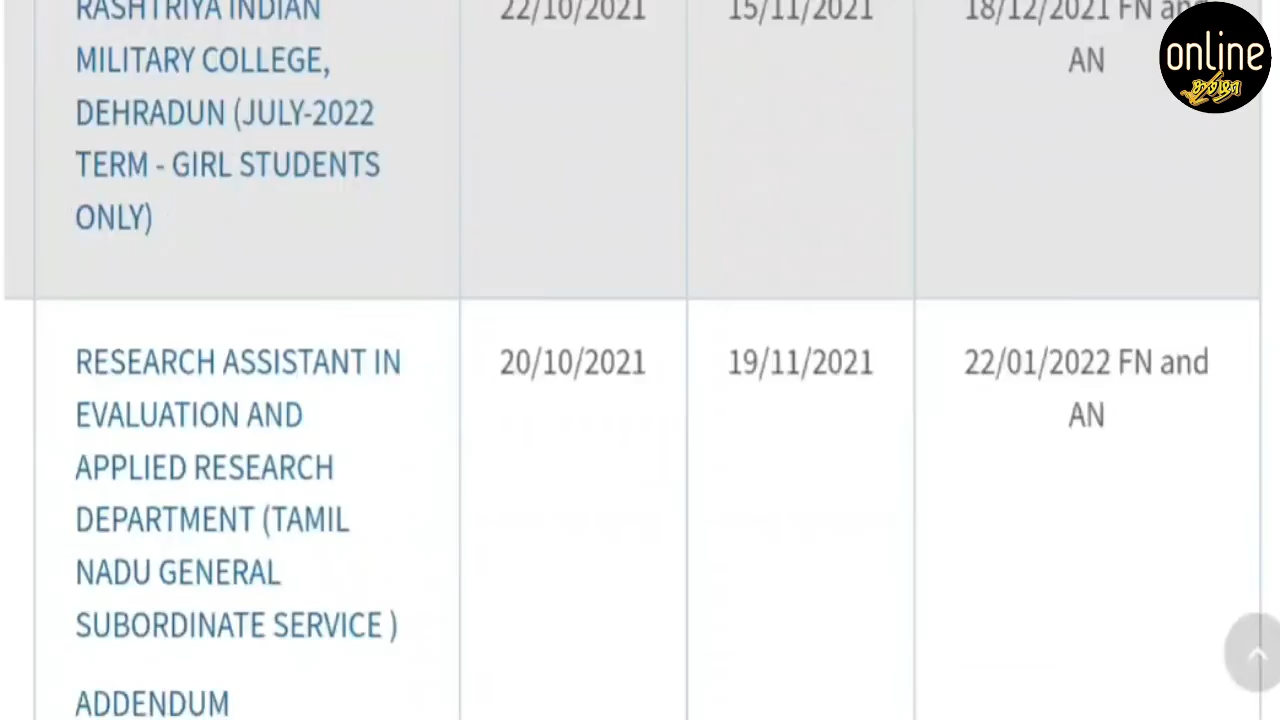 RASHTRIYA INDIAN
MILITARY COLLEGE,
DEHRADUN (JULY-2022
TERM - GIRL STUDENTS
ONLY)
22/10/2021
15/11/2021
18/12/2021 FN and
AN
RESEARCH ASSISTANT IN
EVALUATION AND
APPLIED RESEARCH
DEPARTMENT (TAMIL
NADU GENERAL
SUBORDINATE SERVICE )
ADDENDUM
20/10/2021
19/11/2021
22/01/2022 FN and
AN
online